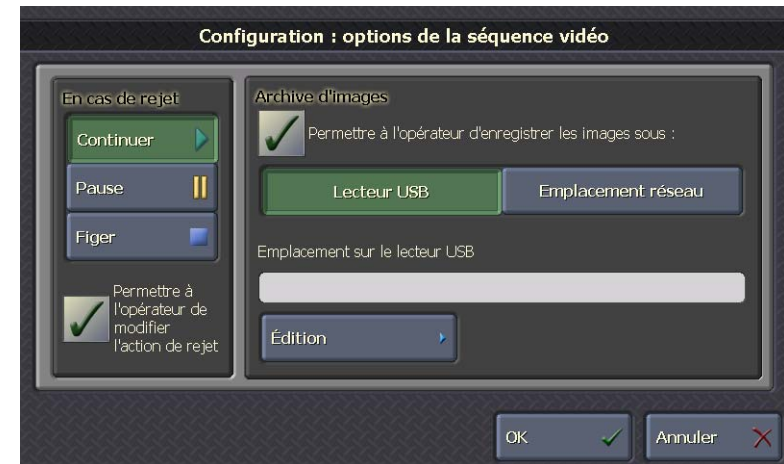 Configuration : options de la séquence vidéo
En cas de rejet
Continuer
Pause
Figer
Permettre à
l'opérateur de
modifier
l'action de rejet
Archive d'images
Permettre à l'opérateur d'enregistrer les images sous :
Lecteur USB
Emplacement réseau
Emplacement sur le lecteur USB
Édition
OK
Annuler